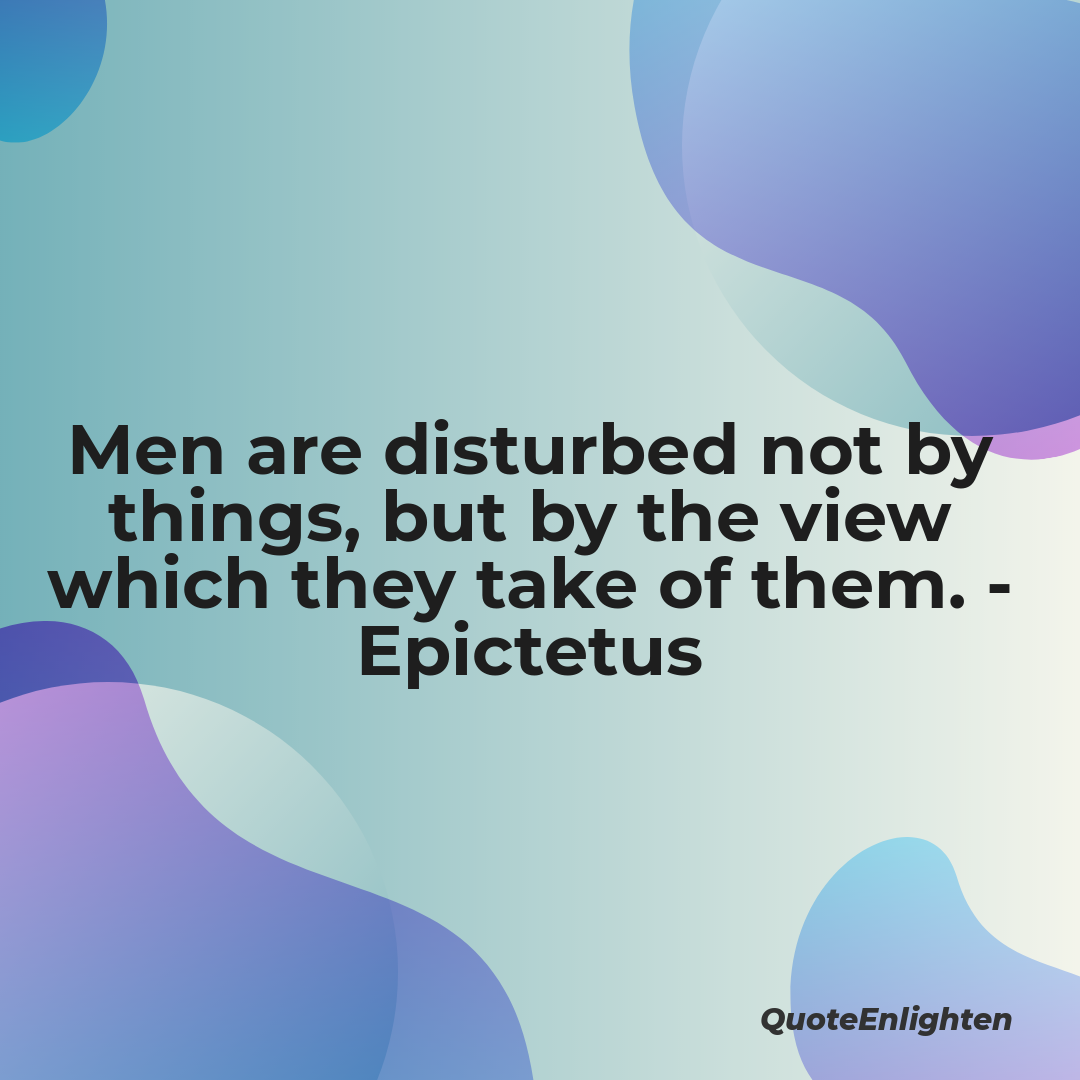 Men are disturbed not by
things, but by the view
which they take of them. -
Epictetus
QuoteEnlighten